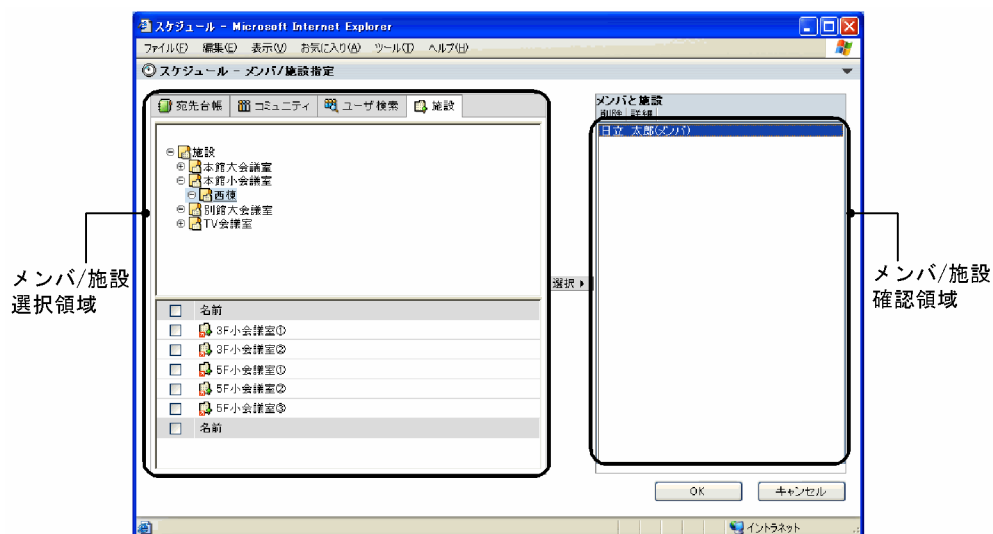 スケジュール - Microsoft Internet Explorer
ファイル(F) 編集(E) 表示(V) お気に入り(A) ツール(T) ヘルプ(H)
スケジュール - メンバ/施設指定
宛先台帳 コミュニティ ユーザ検索 施設
施設
本館大会議室
本館小会議室
西棟
別館大会議室
TV会議室
名前
3F小会議室①
3F小会議室②
5F小会議室①
5F小会議室②
5F小会議室③
名前
選択
メンバと施設
削除 詳細
日立 太郎(メンバ)
OK キャンセル
イントラネット
メンバ/施設
選択領域
メンバ/施設
確認領域